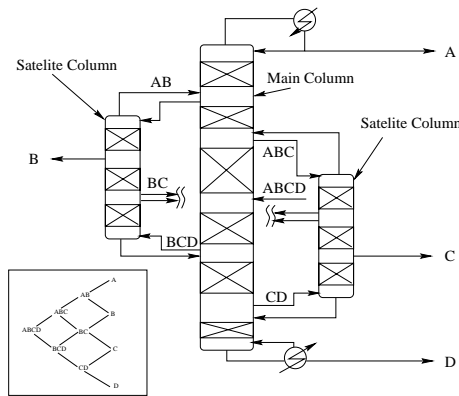 A
Satelite Column
AB
Main Column
Satelite Column
ABC
B
BC
ABCD
BCD
C
CD
D
A
AB
ABC
B
ABCD
BC
BCD
C
CD
D